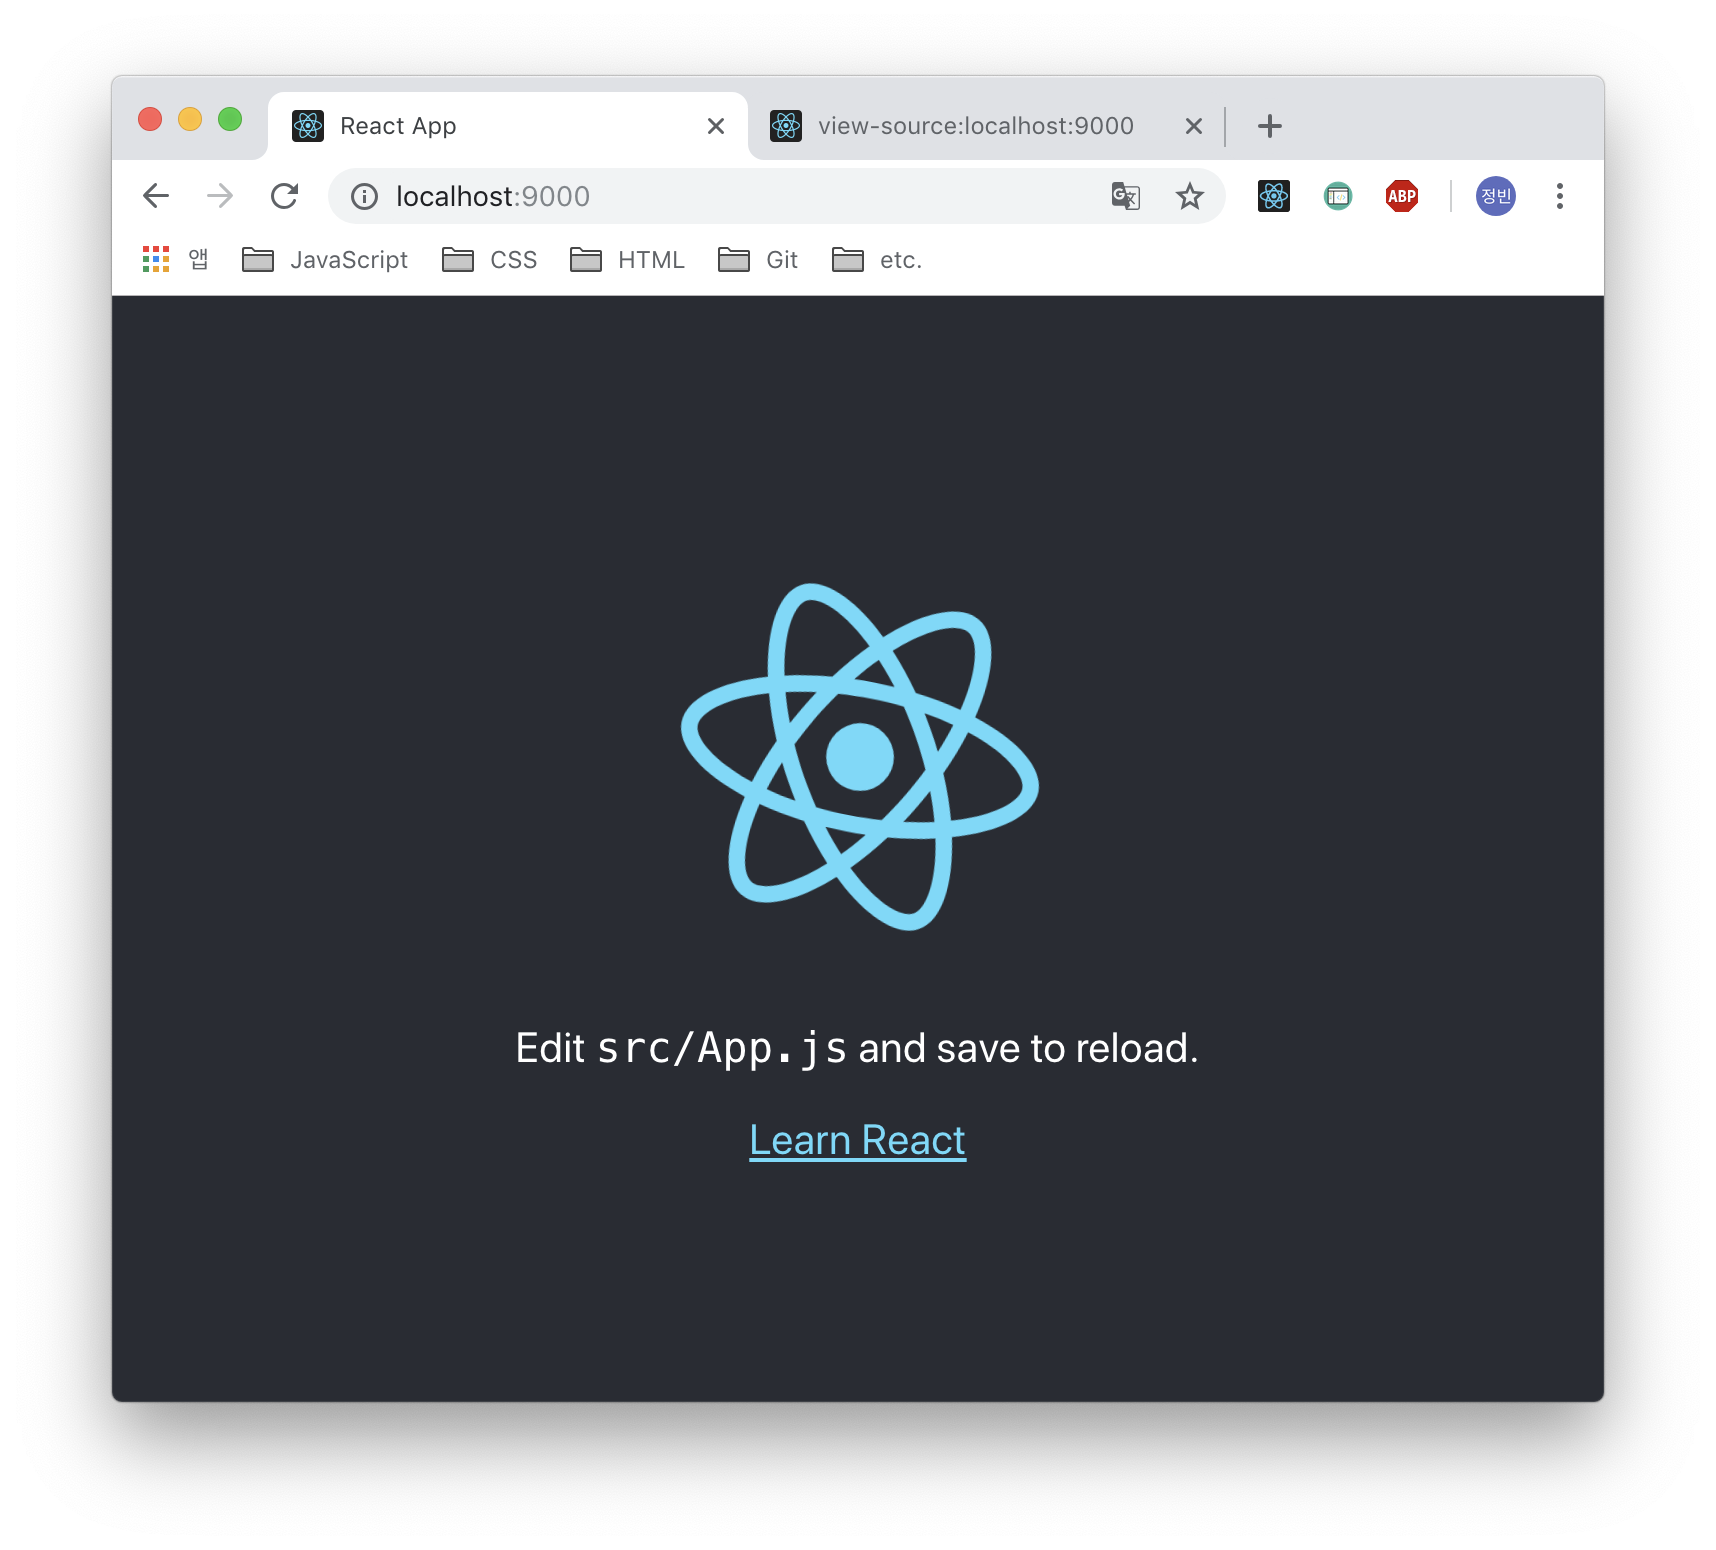 React App
view-source:localhost:9000
localhost:9000
ABP
정빈
앱 JavaScript CSS HTML Git etc.
Edit src/App.js and save to reload.
Learn React